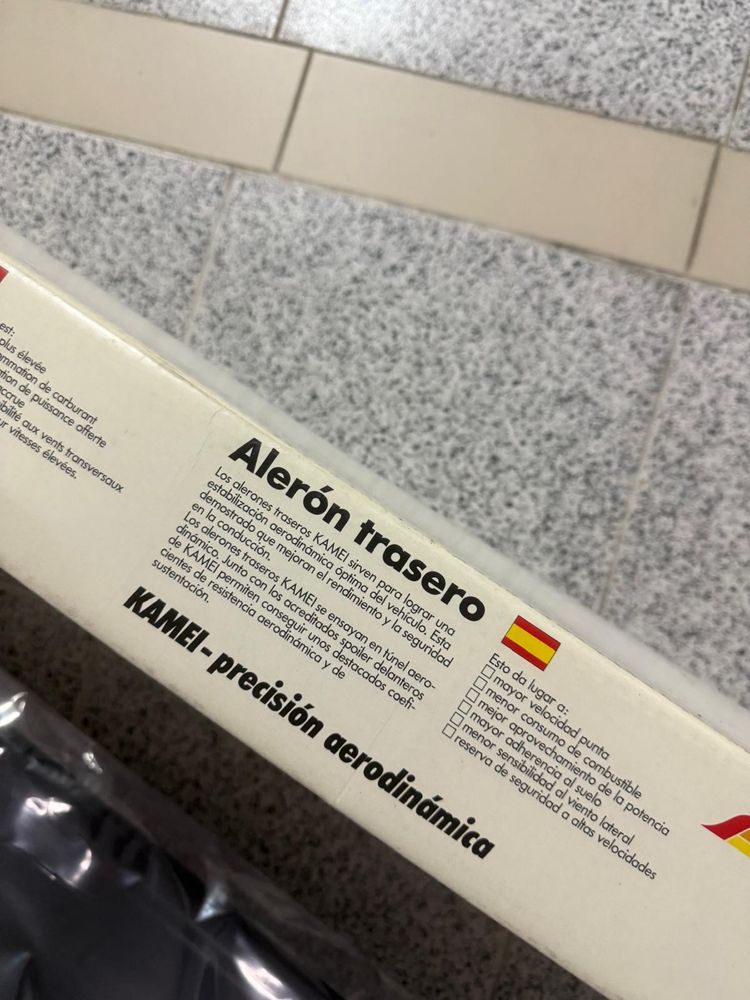 est:
plus élevée
de carburant
de puissance offerte
accrue
aux vents transversaux
vitesses élevées.
Alerón trasero
Los alerones traseros KAMEI sirven para lograr una
estabilización aerodinámica óptima del vehículo. Esta
demostrado que mejoran el rendimiento y la seguridad
en la conducción.
Los alerones traseros KAMEI se ensayan en túnel aero-
dinámico. Junto con los acreditados spoiler delanteros
de KAMEI permiten conseguir unos destacados coefi-
cientes de resistencia aerodinámica y de
sustentación.
KAMEI – precisión aerodinámica
Esto da lugar a:
mayor velocidad punta
menor consumo de combustible
mejor aprovechamiento de la potencia
mayor adherencia al suelo
menor sensibilidad al viento lateral
reserva de seguridad a altas velocidades